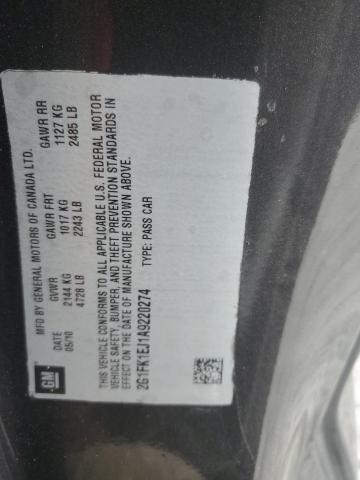 MFD BY GENERAL MOTORS OF CANADA LTD.
DATE GVWR GAWR FRT GAWR RR
05/10 2144 KG 1017 KG 1127 KG
4728 LB 2243 LB 2485 LB
GM
THIS VEHICLE CONFORMS TO ALL APPLICABLE U.S. FEDERAL MOTOR
VEHICLE SAFETY, BUMPER, AND THEFT PREVENTION STANDARDS IN
EFFECT ON THE DATE OF MANUFACTURE SHOWN ABOVE.
2G1FK1EJ1A9220274 TYPE: PASS CAR